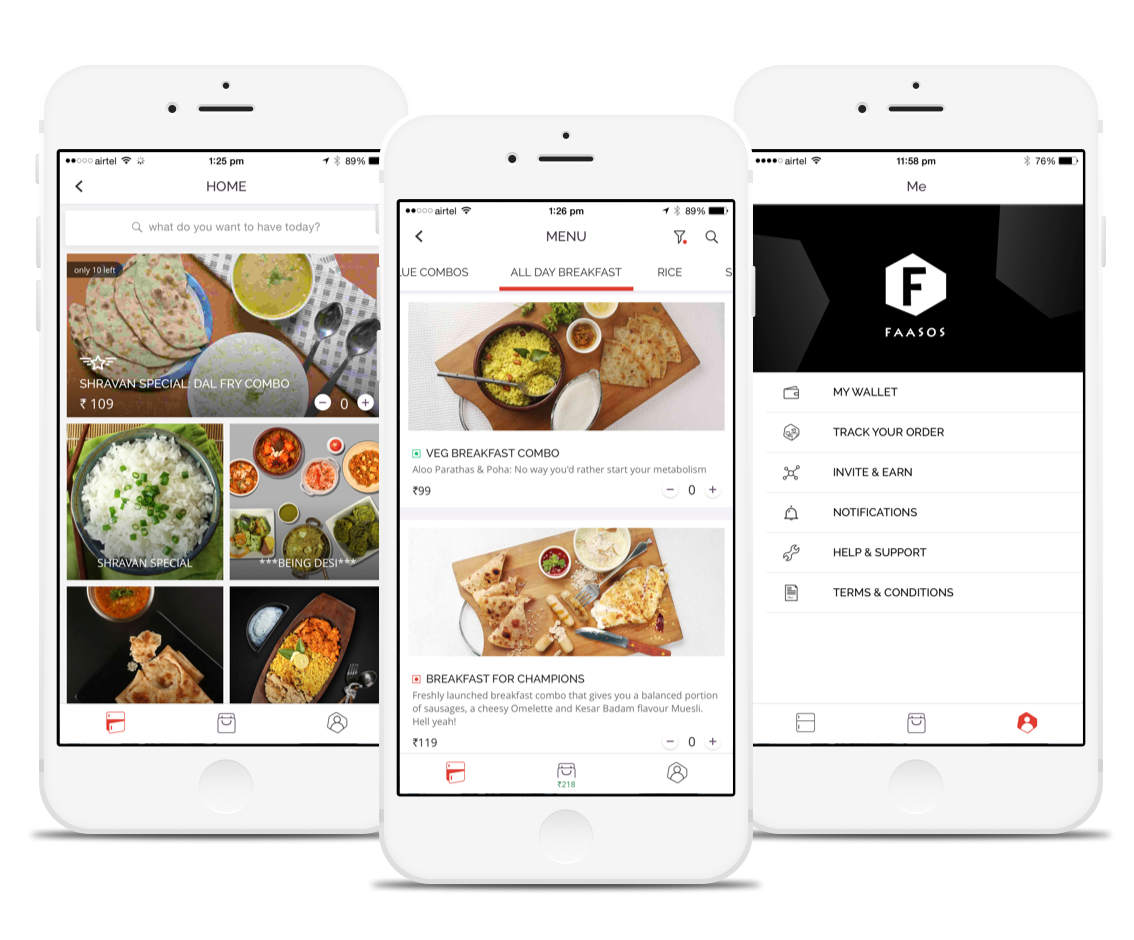 airtel 1:25 pm 89%
HOME
what do you want to have today?
only 10 left
SHRAVAN SPECIAL: DAL FRY COMBO
₹ 109
0
SHRAVAN SPECIAL
***BEING DESI***
airtel 1:26 pm 89%
MENU
UE COMBOS ALL DAY BREAKFAST RICE S
VEG BREAKFAST COMBO
Aloo Parathas & Poha: No way you'd rather start your metabolism
₹99
0
BREAKFAST FOR CHAMPIONS
Freshly launched breakfast combo that gives you a balanced portion
of sausages, a cheesy Omelette and Kesar Badam flavour Muesli.
Hell yeah!
₹119
0
₹218
airtel 11:58 pm 76%
Me
F
FAASOS
MY WALLET
TRACK YOUR ORDER
INVITE & EARN
NOTIFICATIONS
HELP & SUPPORT
TERMS & CONDITIONS